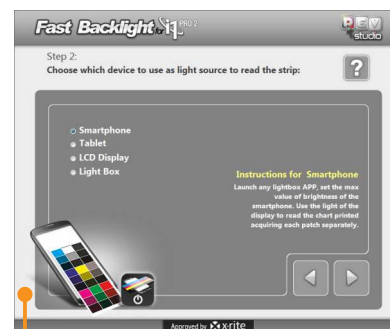 Fast Backlight for i1 PRO 2
DEV studio
Step 2:
Choose which device to use as light source to read the strip:
?
Smartphone
Tablet
LCD Display
Light Box
Instructions for Smartphone
Launch any lightbox APP, set the max
value of brightness of the
smartphone. Use the light of the
display to read the chart printed
acquiring each patch separately.
Approved by x-rite